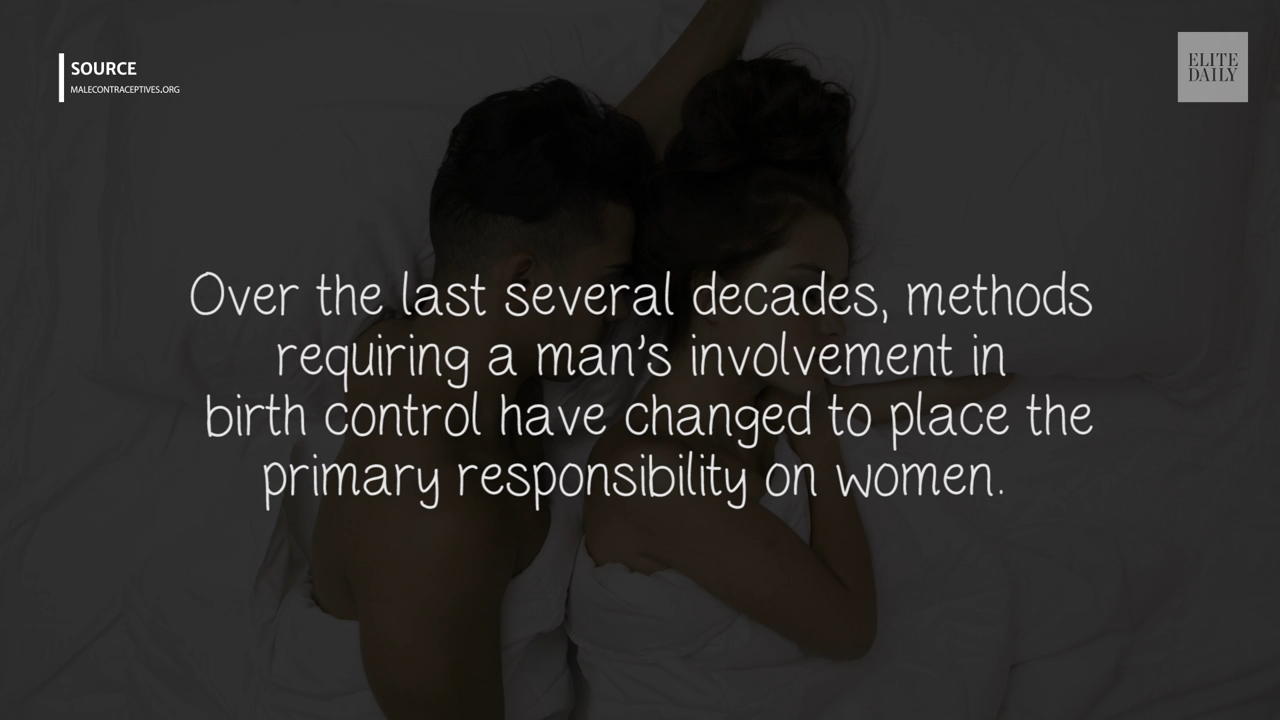 SOURCE
MALECONTRACEPTIVES.ORG
ELITE
DAILY
Over the last several decades, methods
requiring a man's involvement in
birth control have changed to place the
primary responsibility on women.